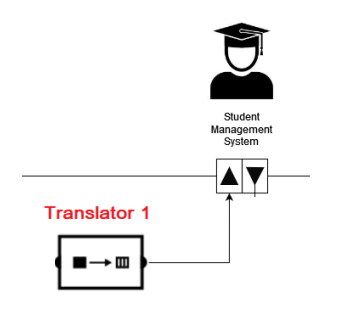 Student
Management
System
Translator 1